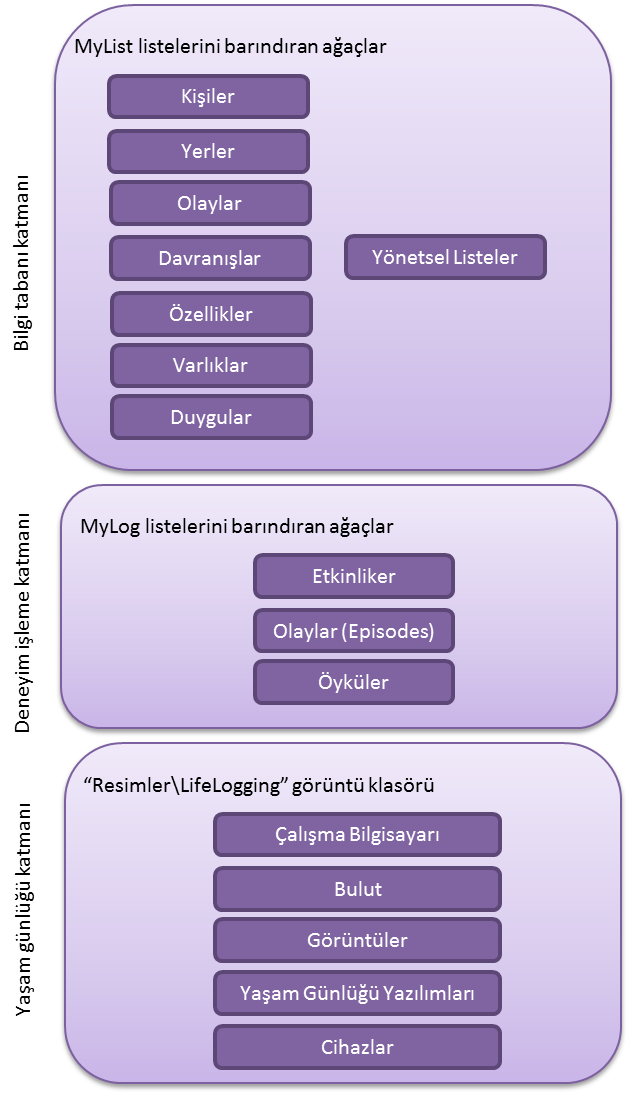 Bilgi tabanı katmanı
MyList listelerini barındıran ağaçlar
Kişiler
Yerler
Olaylar
Davranışlar
Özellikler
Varlıklar
Duygular
Yönetsel Listeler
Deneyim işleme katmanı
MyLog listelerini barındıran ağaçlar
Etkinliker
Olaylar (Episodes)
Öyküler
Yaşam günlüğü katmanı
“Resimler\LifeLogging” görüntü klasörü
Çalışma Bilgisayarı
Bulut
Görüntüler
Yaşam Günlüğü Yazılımları
Cihazlar